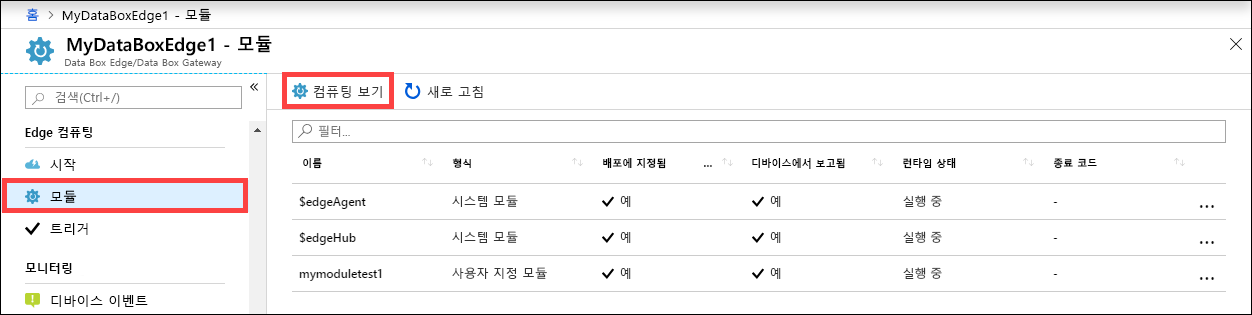 홈 > MyDataBoxEdge1 - 모듈
MyDataBoxEdge1 - 모듈
Data Box Edge/Data Box Gateway
검색(Ctrl+/)
Edge 컴퓨팅
시작
모듈
트리거
모니터링
디바이스 이벤트
컴퓨팅 보기 새로 고침
필터...
이름 형식 배포에 지정됨 ... 디바이스에서 보고됨 런타임 상태 종료 코드
$edgeAgent 시스템 모듈 예 예 실행 중 - ...
$edgeHub 시스템 모듈 예 예 실행 중 - ...
mymoduletest1 사용자 지정 모듈 예 예 실행 중 - ...